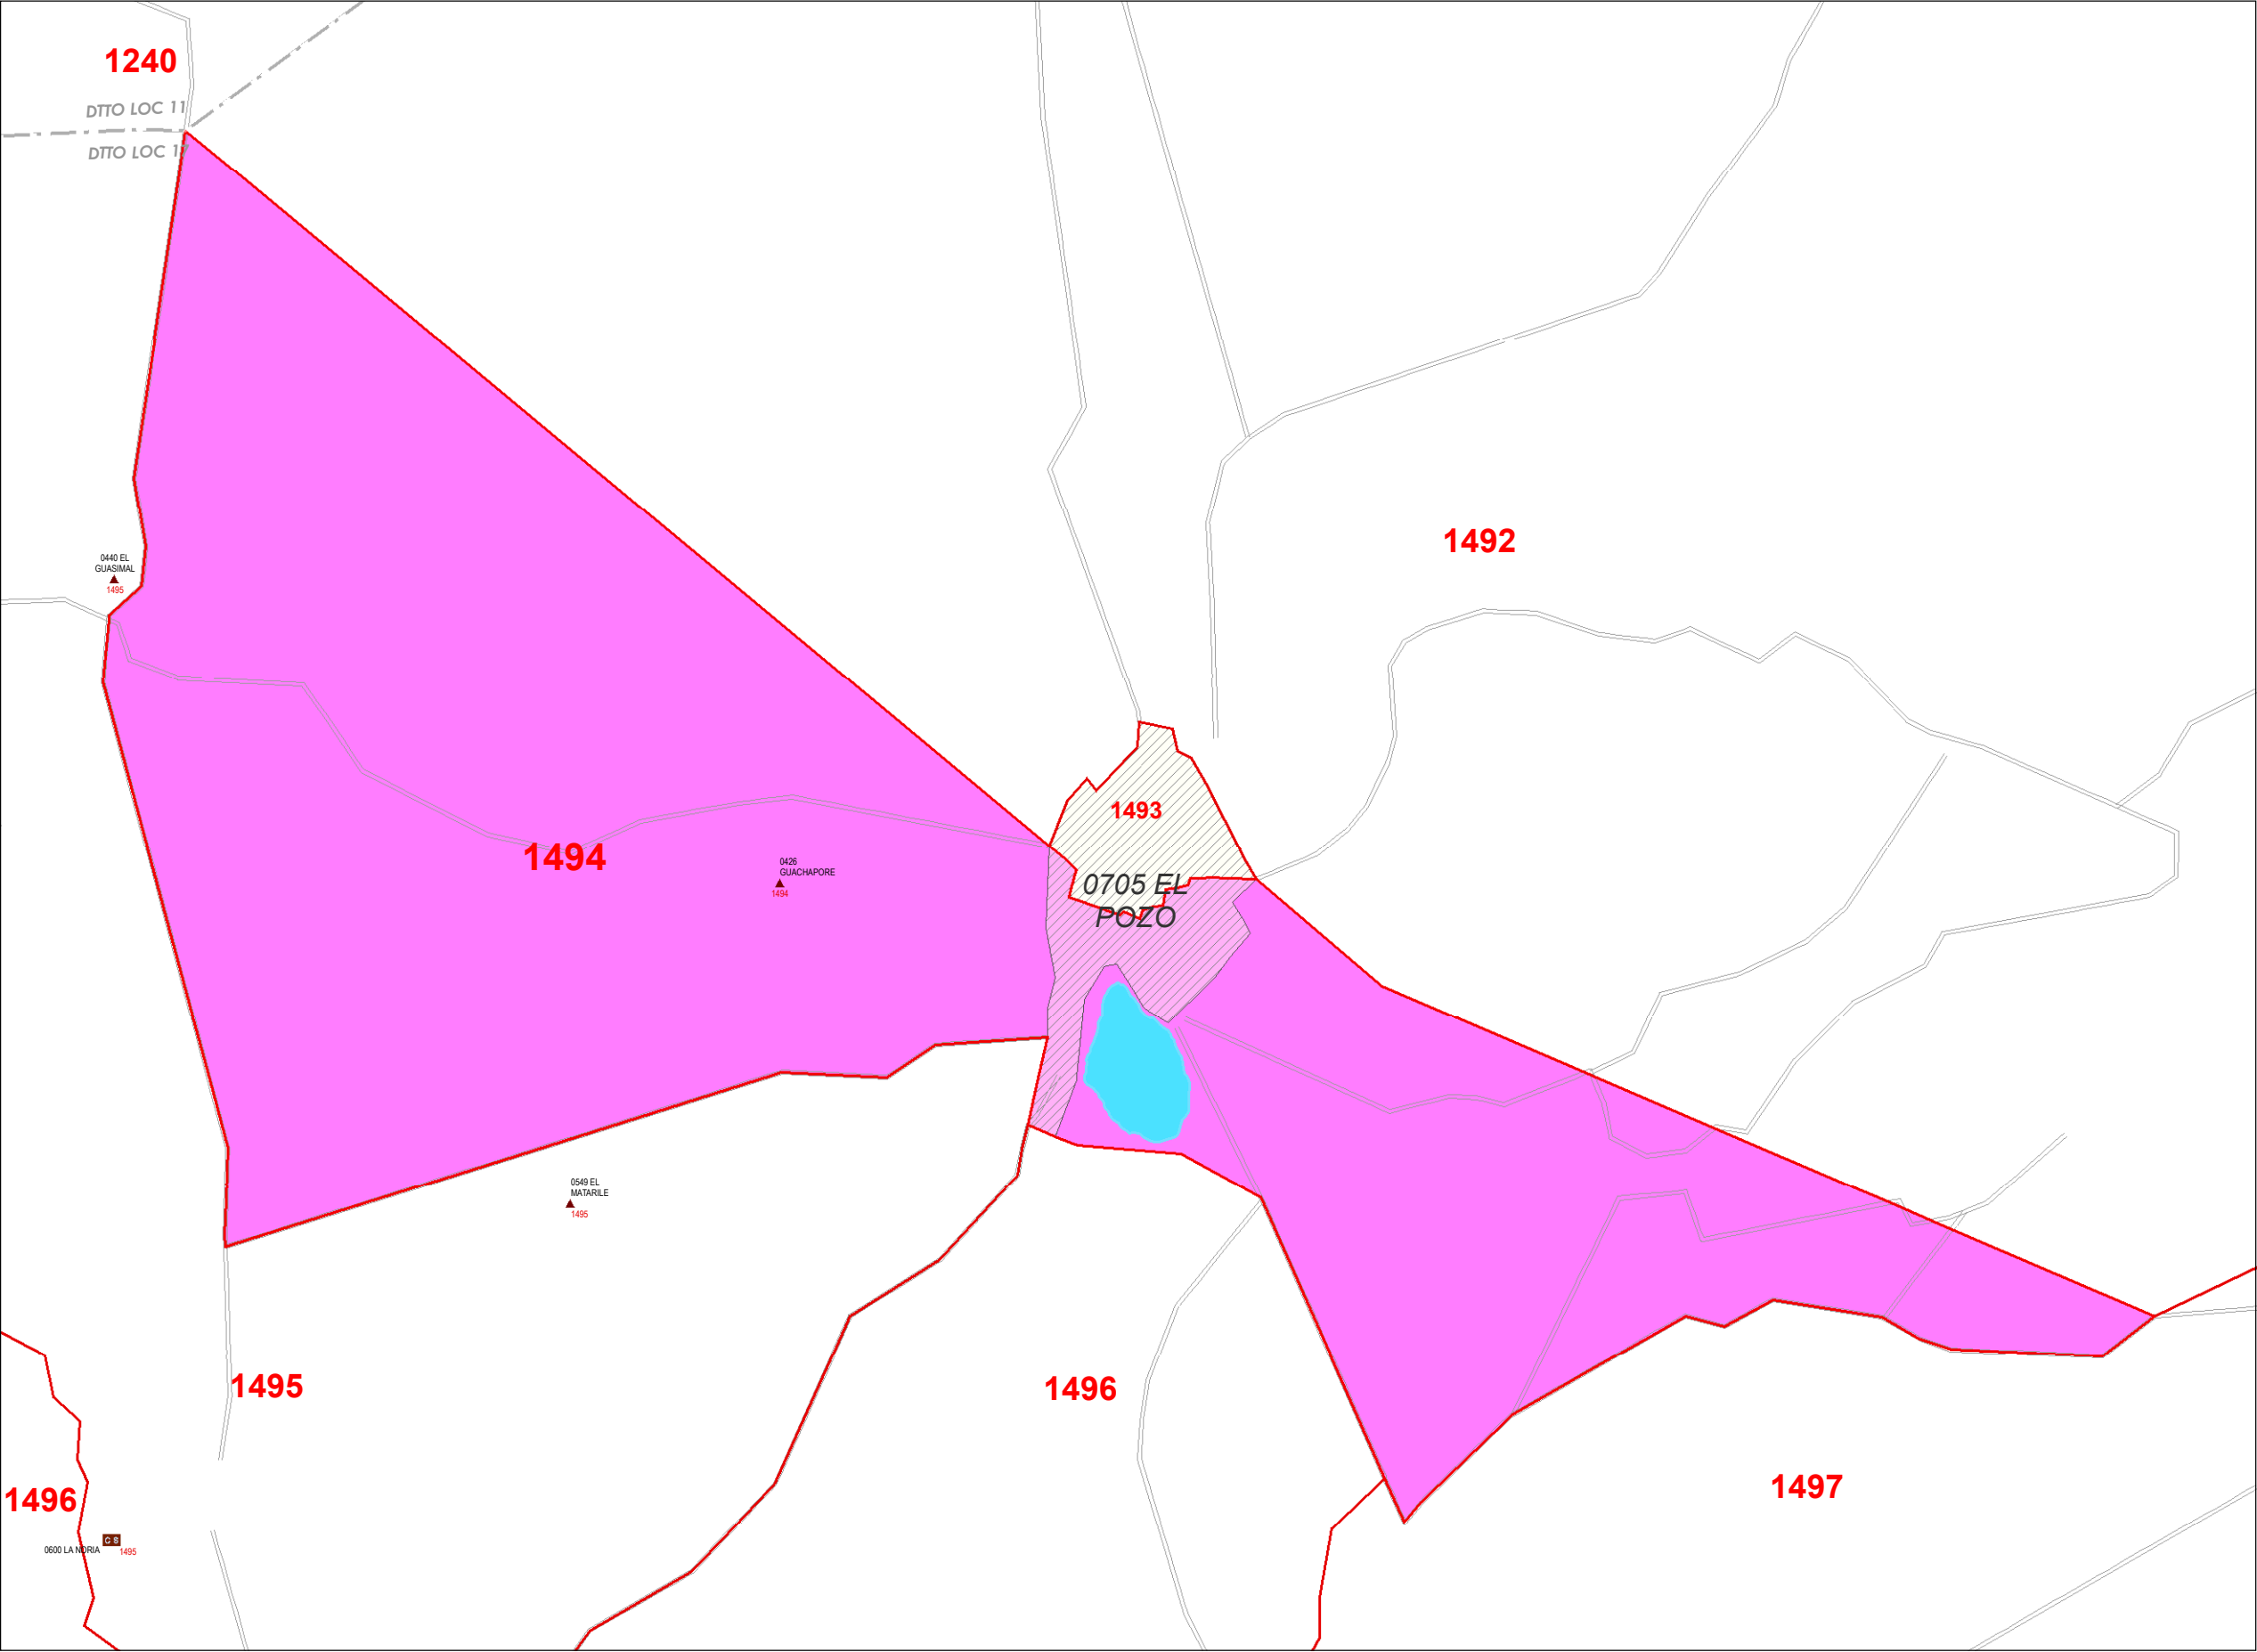 1240
DTTO LOC 11
DTTO LOC 1
1492
0440 EL
GUASIMAL
1495
1493
1494
0426
GUACHAPORE
1494
0705 EL
POZO
0549 EL
MATARILE
1495
1495
1496
1497
1496
C S
0600 LA NORIA
1495